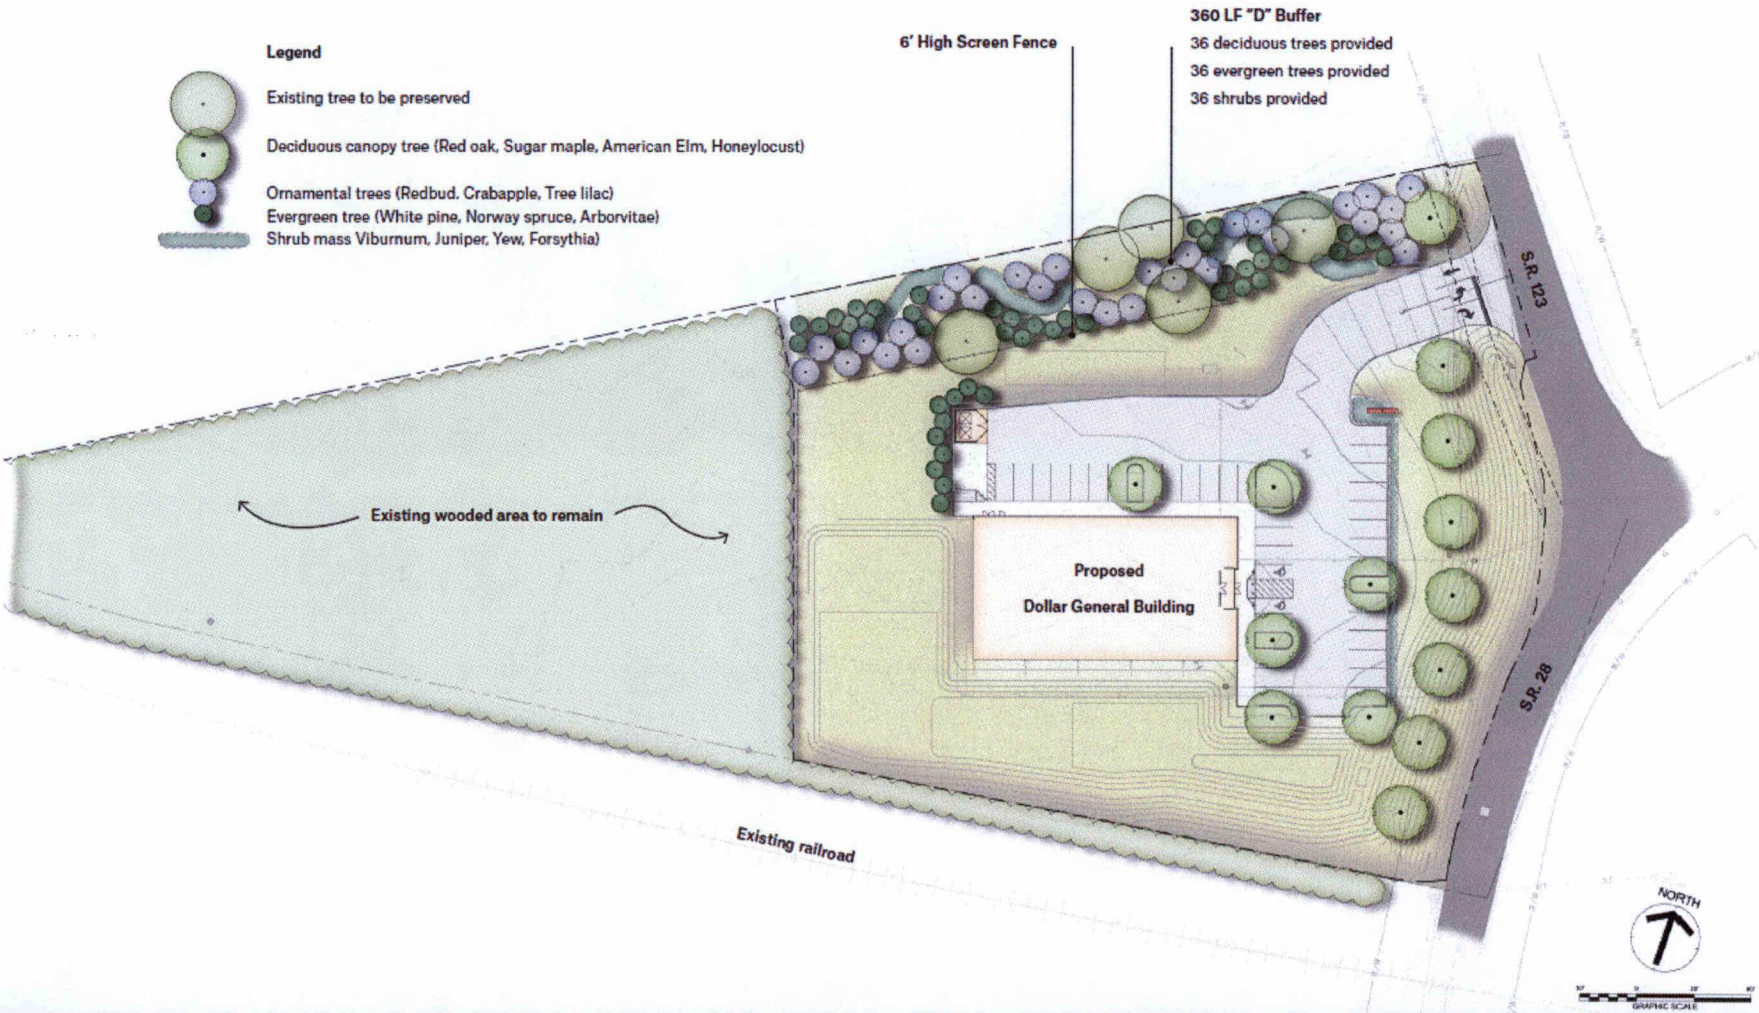 Legend
Existing tree to be preserved
Deciduous canopy tree (Red oak, Sugar maple, American Elm, Honeylocust)
Ornamental trees (Redbud. Crabapple, Tree lilac)
Evergreen tree (White pine, Norway spruce, Arborvitae)
Shrub mass Viburnum, Juniper, Yew, Forsythia)
6' High Screen Fence
360 LF "D" Buffer
36 deciduous trees provided
36 evergreen trees provided
36 shrubs provided
S.R. 123
Existing wooded area to remain
Proposed
Dollar General Building
S.R. 28
Existing railroad
NORTH
GRAPHIC SCALE